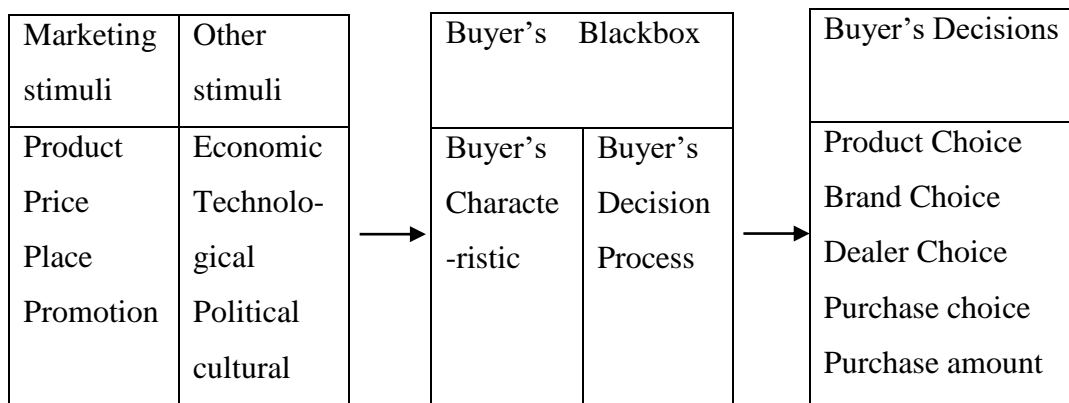 Marketing
stimuli
Other
stimuli
Product
Price
Place
Promotion
Economic
Technolo-
gical
Political
cultural
Buyer’s Blackbox
Buyer’s
Characte
-ristic
Buyer’s
Decision
Process
Buyer’s Decisions
Product Choice
Brand Choice
Dealer Choice
Purchase choice
Purchase amount